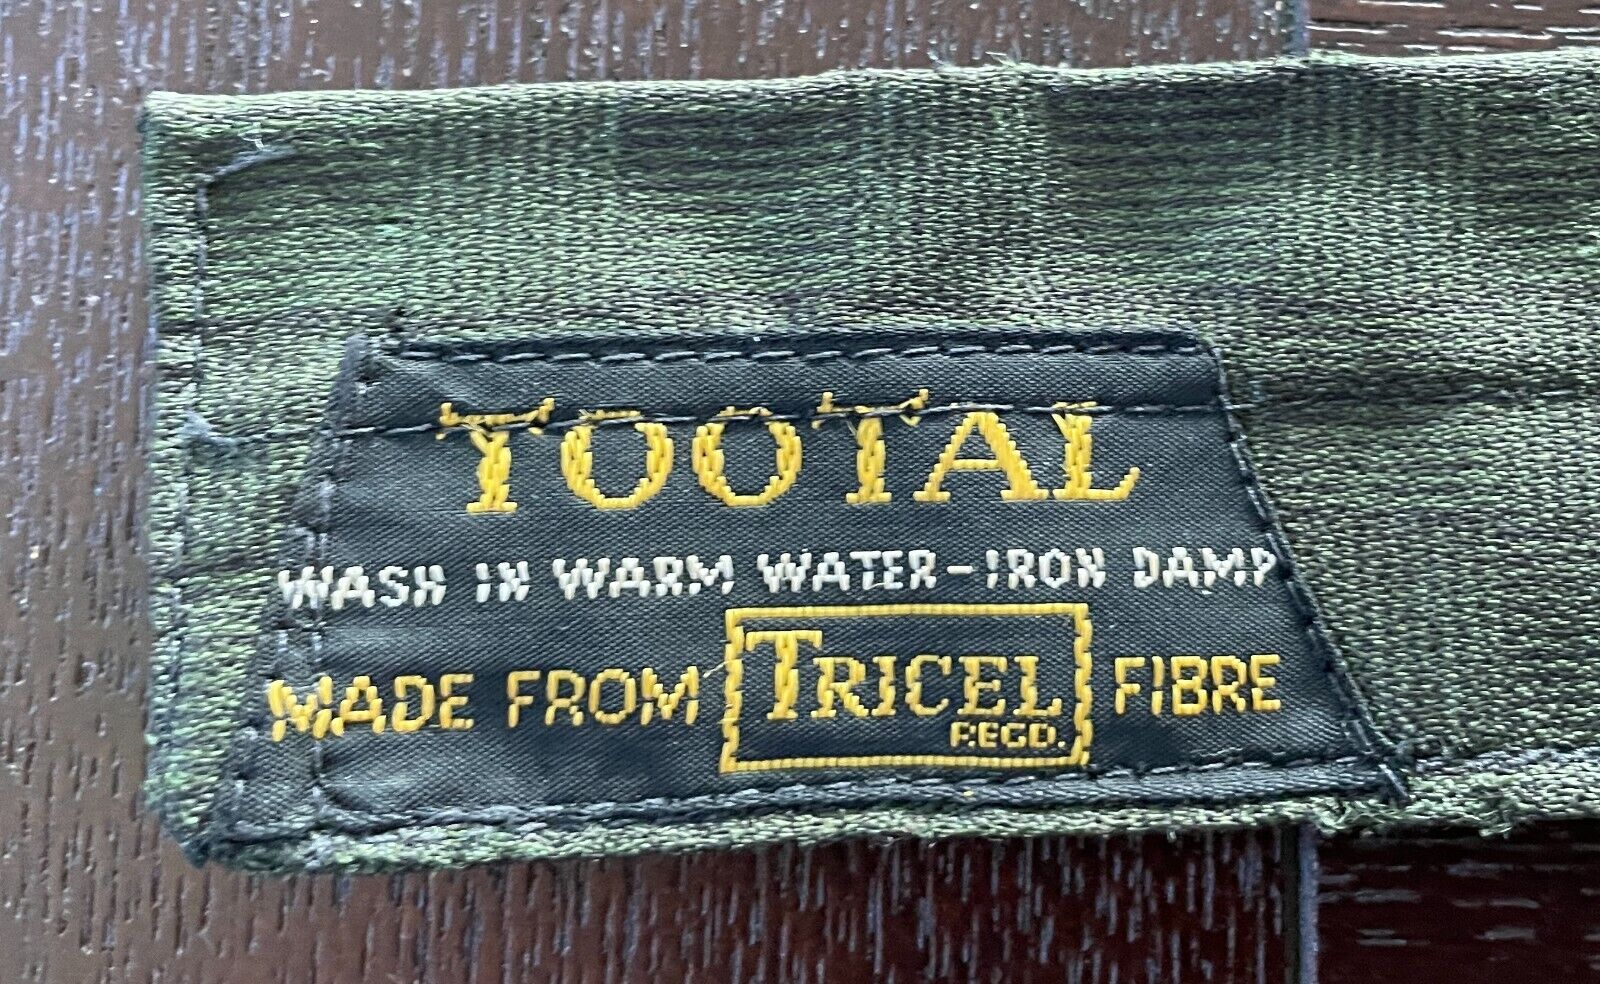 TOOTAL
WASH IN WARM WATER-IRON DAMP
MADE FROM TRICEL FIBRE
REGD.